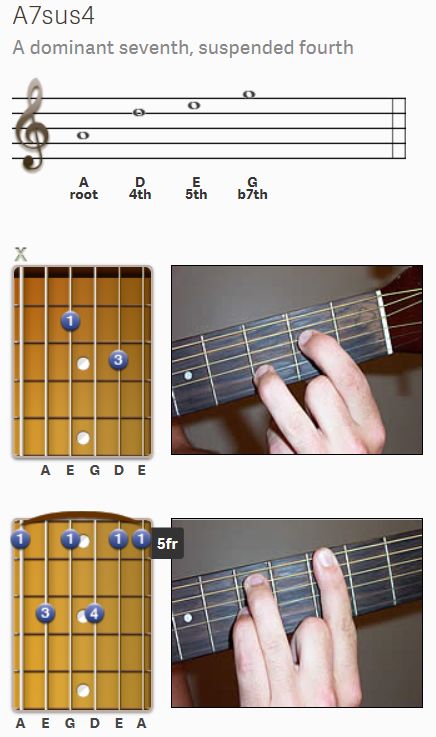 A7sus4
A dominant seventh, suspended fourth
A D E G
root 4th 5th b7th
X
1
3
A E G D E
1 1 1 1 5fr
3 4
A E G D E A